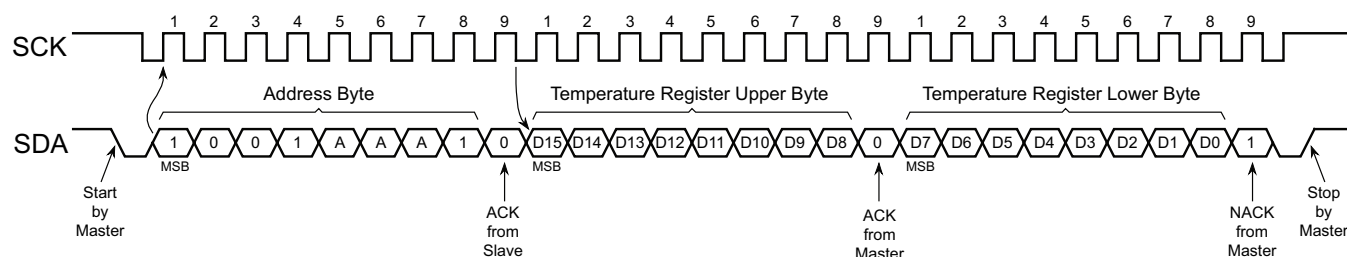 1 2 3 4 5 6 7 8 9 1 2 3 4 5 6 7 8 9 1 2 3 4 5 6 7 8 9
SCK
Address Byte Temperature Register Upper Byte Temperature Register Lower Byte
SDA 1 0 0 1 A A A 1 0 D15 D14 D13 D12 D11 D10 D9 D8 0 D7 D6 D5 D4 D3 D2 D1 D0 1
MSB MSB MSB
Start
by
Master
ACK
from
Slave
ACK
from
Master
NACK
from
Master
Stop
by
Master